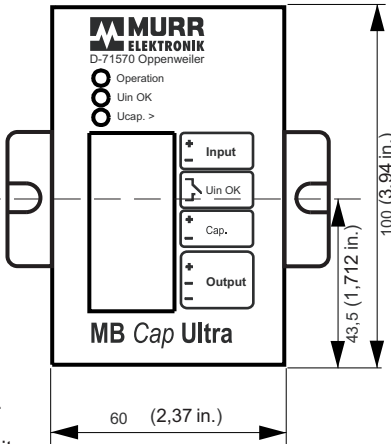 MURR
ELEKTRONIK
D-71570 Oppenweiler
Operation
Uin OK
Ucap. >
+
- Input
Uin OK
+
- Cap.
+
-
- Output
MB Cap Ultra
100 (3.94 in.)
43,5 (1,712 in.)
60 (2,37 in.)